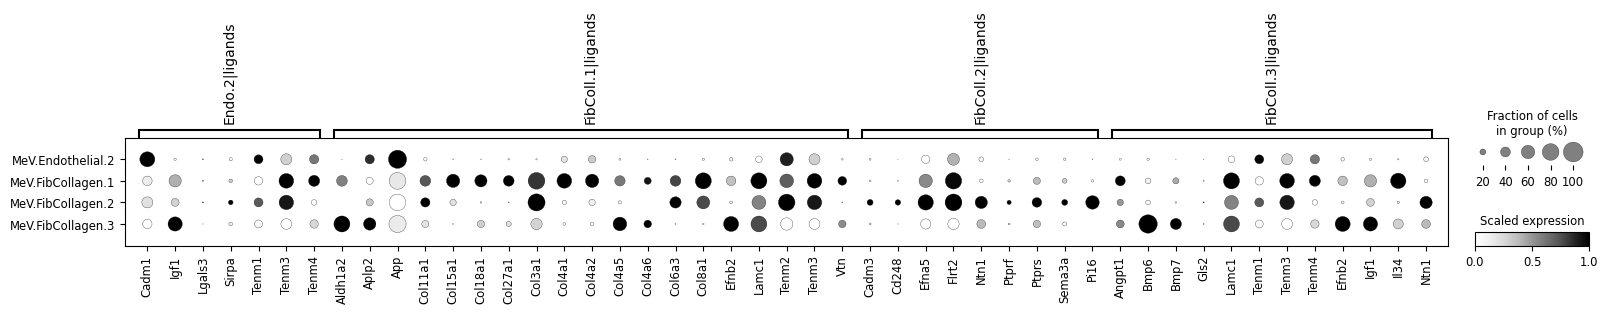 Endo.2|ligands
FibColl.1|ligands
FibColl.2|ligands
FibColl.3|ligands
MeV.Endothelial.2
MeV.FibCollagen.1
MeV.FibCollagen.2
MeV.FibCollagen.3
Cadm1
Igf1
Lgals3
Sirpa
Tenm1
Tenm3
Tenm4
Aldh1a2
Aplp2
App
Col11a1
Col15a1
Col18a1
Col27a1
Col3a1
Col4a1
Col4a2
Col4a5
Col4a6
Col6a3
Col8a1
Efnb2
Lamc1
Tenm2
Tenm3
Vtn
Cadm3
Cd248
Efna5
Flrt2
Ntn1
Ptprf
Ptprs
Sema3a
Pi16
Angpt1
Bmp6
Bmp7
Gls2
Lamc1
Tenm1
Tenm3
Tenm4
Efnb2
Igf1
Il34
Ntn1
Fraction of cells
in group (%)
20 40 60 80 100
Scaled expression
0.0 0.5 1.0